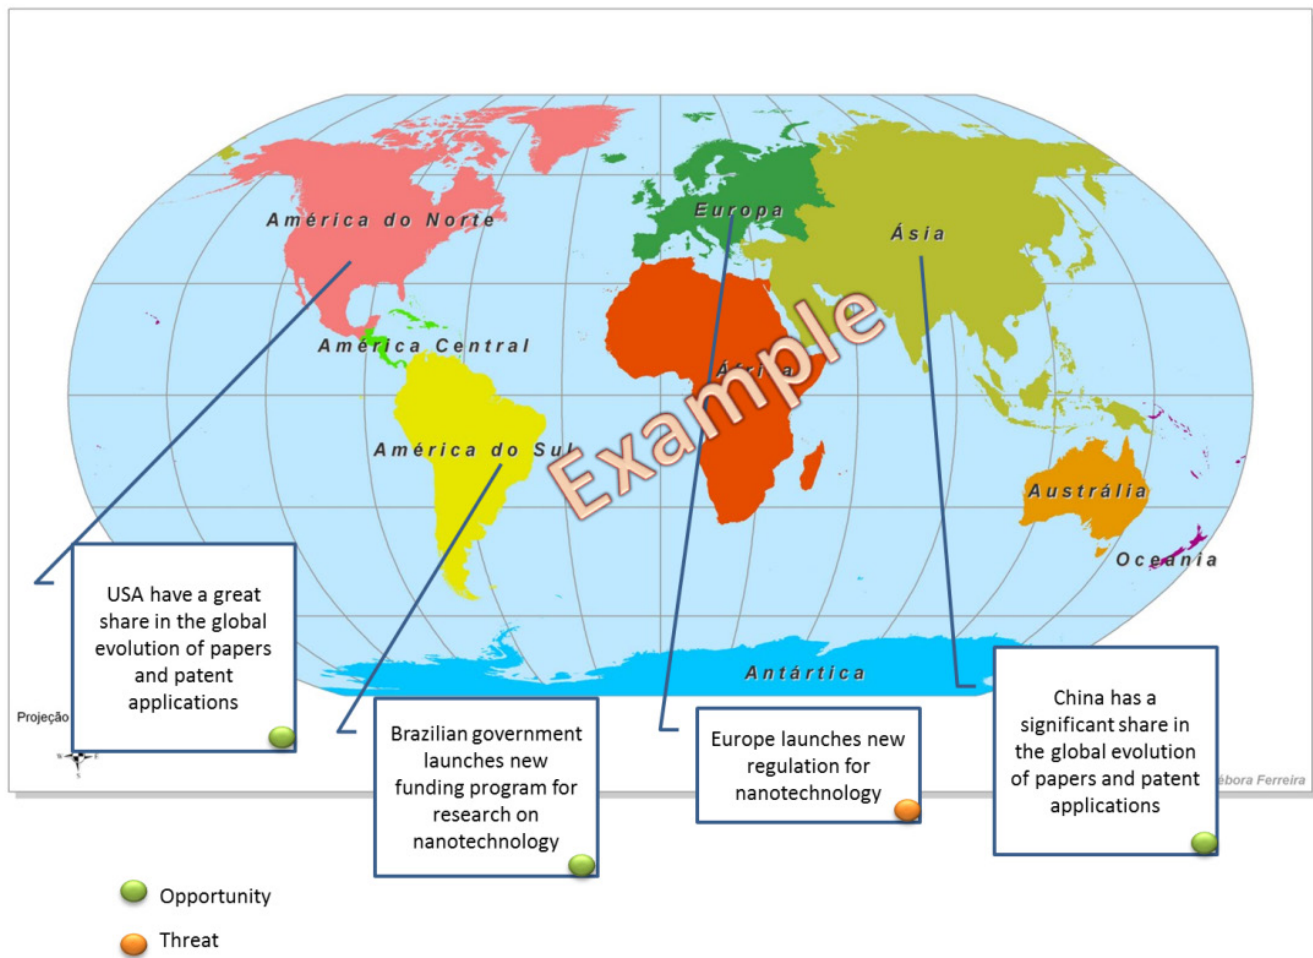 América do Norte
Europa
Ásia
América Central
África
América do Sul
Example
Austrália
Oceania
Antártica
USA have a great
share in the global
evolution of papers
and patent
applications
Brazilian government
launches new
funding program for
research on
nanotechnology
Europe launches new
regulation for
nanotechnology
China has a
significant share in
the global evolution
of papers and patent
applications
Projeção
N
W
E
S
ébora Ferreira
Opportunity
Threat